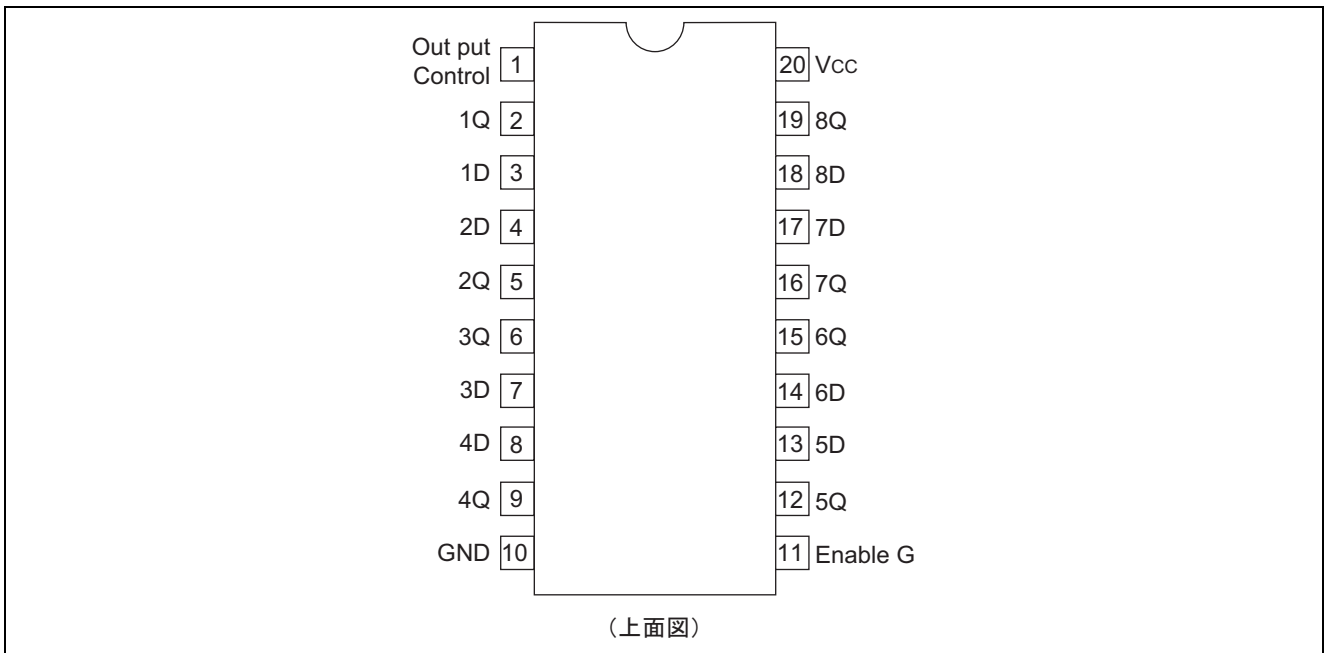 Out put
Control 1
20 VCC
1Q 2
19 8Q
1D 3
18 8D
2D 4
17 7D
2Q 5
16 7Q
3Q 6
15 6Q
3D 7
14 6D
4D 8
13 5D
4Q 9
12 5Q
GND 10
11 Enable G
（上面図）